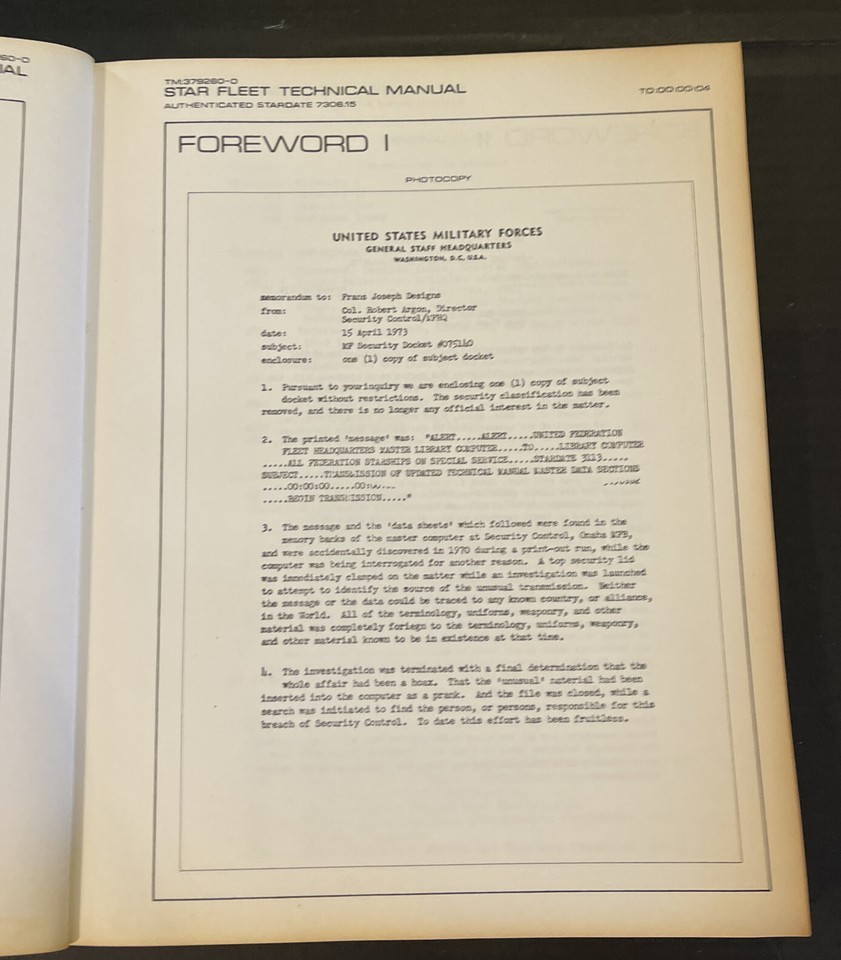 60-0
IAL
TM:379260-0
STAR FLEET TECHNICAL MANUAL
TO:00:00:04
AUTHENTICATED STARDATE 7306.15
FOREWORD I
PHOTOCOPY
UNITED STATES MILITARY FORCES
GENERAL STAFF HEADQUARTERS
WASHINGTON, D.C, U.S.A.
memorandum to: Franz Joseph Designs
from: Col. Robert Argon, Director
Security Control/MFHQ
date: 15 April 1973
subject: MF Security Docket #075140
enclosure: one (1) copy of subject docket
1. Pursuant to yourinquiry we are enclosing one (1) copy of subject
docket without restrictions. The security classification has been
removed, and there is no longer any official interest in the matter.
2. The printed 'message' was: "ALERT.....ALERT.....UNITED FEDERATION
FLEET HEADQUARTERS MASTER LIBRARY COMPUTER.....TO.....LIBRARY COMPUTER
.....ALL FEDERATION STARSHIPS ON SPECIAL SERVICE.....STARDATE 3113.....
SUBJECT.....TRANSMISSION OF UPDATED TECHNICAL MANUAL MASTER DATA SECTIONS
.....00:00:00.....00:
.....BEGIN TRANSMISSION....."
3. The message and the 'data sheets' which followed were found in the
memory banks of the master computer at Security Control, Omaha MFB,
and were accidentally discovered in 1970 during a print-out run, while the
computer was being interrogated for another reason. A top security lid
was immediately clamped on the matter while an investigation was launched
to attempt to identify the source of the unusual transmission. Neither
the message or the data could be traced to any known country, or alliance,
in the World. All of the terminology, uniforms, weaponry, and other
material was completely foriegn to the terminology, uniforms, weaponry,
and other material known to be in existence at that time.
4. The investigation was terminated with a final determination that the
whole affair had been a hoax. That the 'unusual' material had been
inserted into the computer as a prank. And the file was closed, while a
search was initiated to find the person, or persons, responsible for this
breach of Security Control. To date this effort has been fruitless.